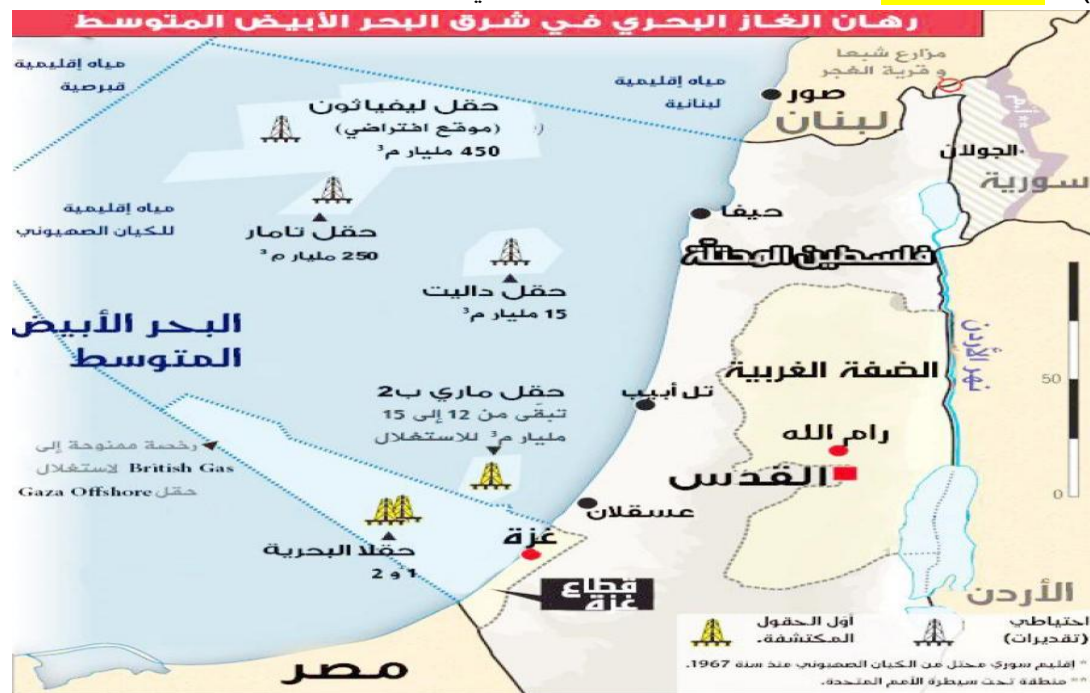 رهان الغاز البحري في شرق البحر الأبيض المتوسط
مياه إقليمية
قبرصية
حقل ليفياثون
(موقع افتراضي)
450 مليار م³
مياه إقليمية
لبنانية
مزارع شبعا
و قرية الغجر
صور
لبنان
الجولان*
سورية
مياه إقليمية
للكيان الصهيوني
حقل تامار
250 مليار م³
حيفا
فلسطين المحتلة
حقل داليت
15 مليار م³
البحر الأبيض
المتوسط
نهر الأردن
الضفة الغربية
حقل ماري ب2
تبقى من 12 إلى 15
مليار م³ للاستغلال
تل أبيب
50
رام الله
رخصة ممنوحة إلى
British Gas لاستغلال
حقل Gaza Offshore
القدس
0
عسقلان
حقلا البحرية
1 و 2
غزة
قطاع
غزة
الأردن
مصر
أول الحقول
المكتشفة.
احتياطي
(تقديرات)
* إقليم سوري محتل من الكيان الصهيوني منذ سنة 1967.
** منطقة تحت سيطرة الأمم المتحدة.